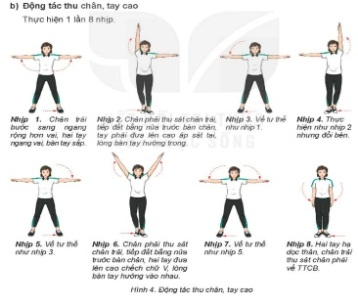 b) Động tác thu chân, tay cao
Thực hiện 1 lần 8 nhịp.
Nhịp 1. Chân trái
bước sang ngang
rộng hơn vai, hai tay
ngang vai, bàn tay sấp.
Nhịp 2. Chân phải thu sát chân trái,
tiếp đất bằng nửa trước bàn chân,
tay phải đưa lên cao áp sát tai,
lòng bàn tay hướng trong.
Nhịp 3. Về tư thế
như nhịp 1.
Nhịp 4. Thực
hiện như nhịp 2
nhưng đổi bên.
Nhịp 5. Về tư thế
như nhịp 3.
Nhịp 6. Chân phải thu sát
chân trái, tiếp đất bằng nửa
trước bàn chân, hai tay đưa
lên cao chếch chữ V, lòng
bàn tay hướng vào nhau.
Nhịp 7. Về tư thế
như nhịp 5.
Nhịp 8. Hai tay hạ
dọc thân, chân trái
thu sát chân phải
về TTCB.
Hình 4. Động tác thu chân, tay cao